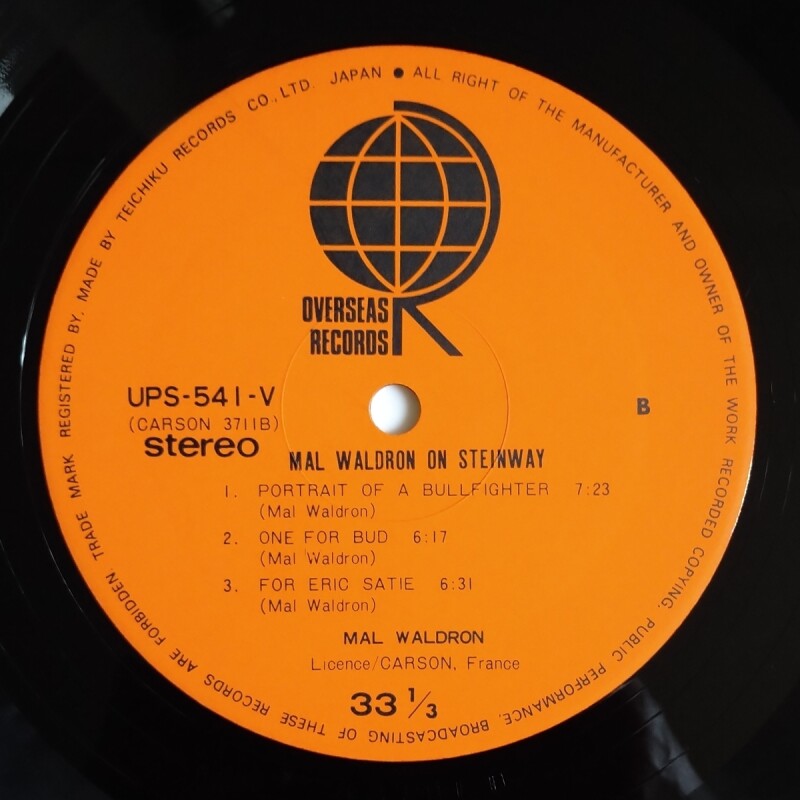 REGISTERED BY. MADE BY TEICHIKU RECORDS CO., LTD. JAPAN ● ALL RIGHT OF THE MANUFACTURER AND OWNER OF THE WORK RECORDED COPYING. PUBLIC PERFORMANCE. BROADCASTING OF THESE RECORDS ARE FORBIDDEN. TRADE MARK
OVERSEAS
RECORDS
R
UPS-541-V
(CARSON 3711B)
stereo
B
MAL WALDRON ON STEINWAY
1. PORTRAIT OF A BULLFIGHTER 7:23
(Mal Waldron)
2. ONE FOR BUD 6:17
(Mal Waldron)
3. FOR ERIC SATIE 6:31
(Mal Waldron)
MAL WALDRON
Licence/CARSON, France
33 1/3